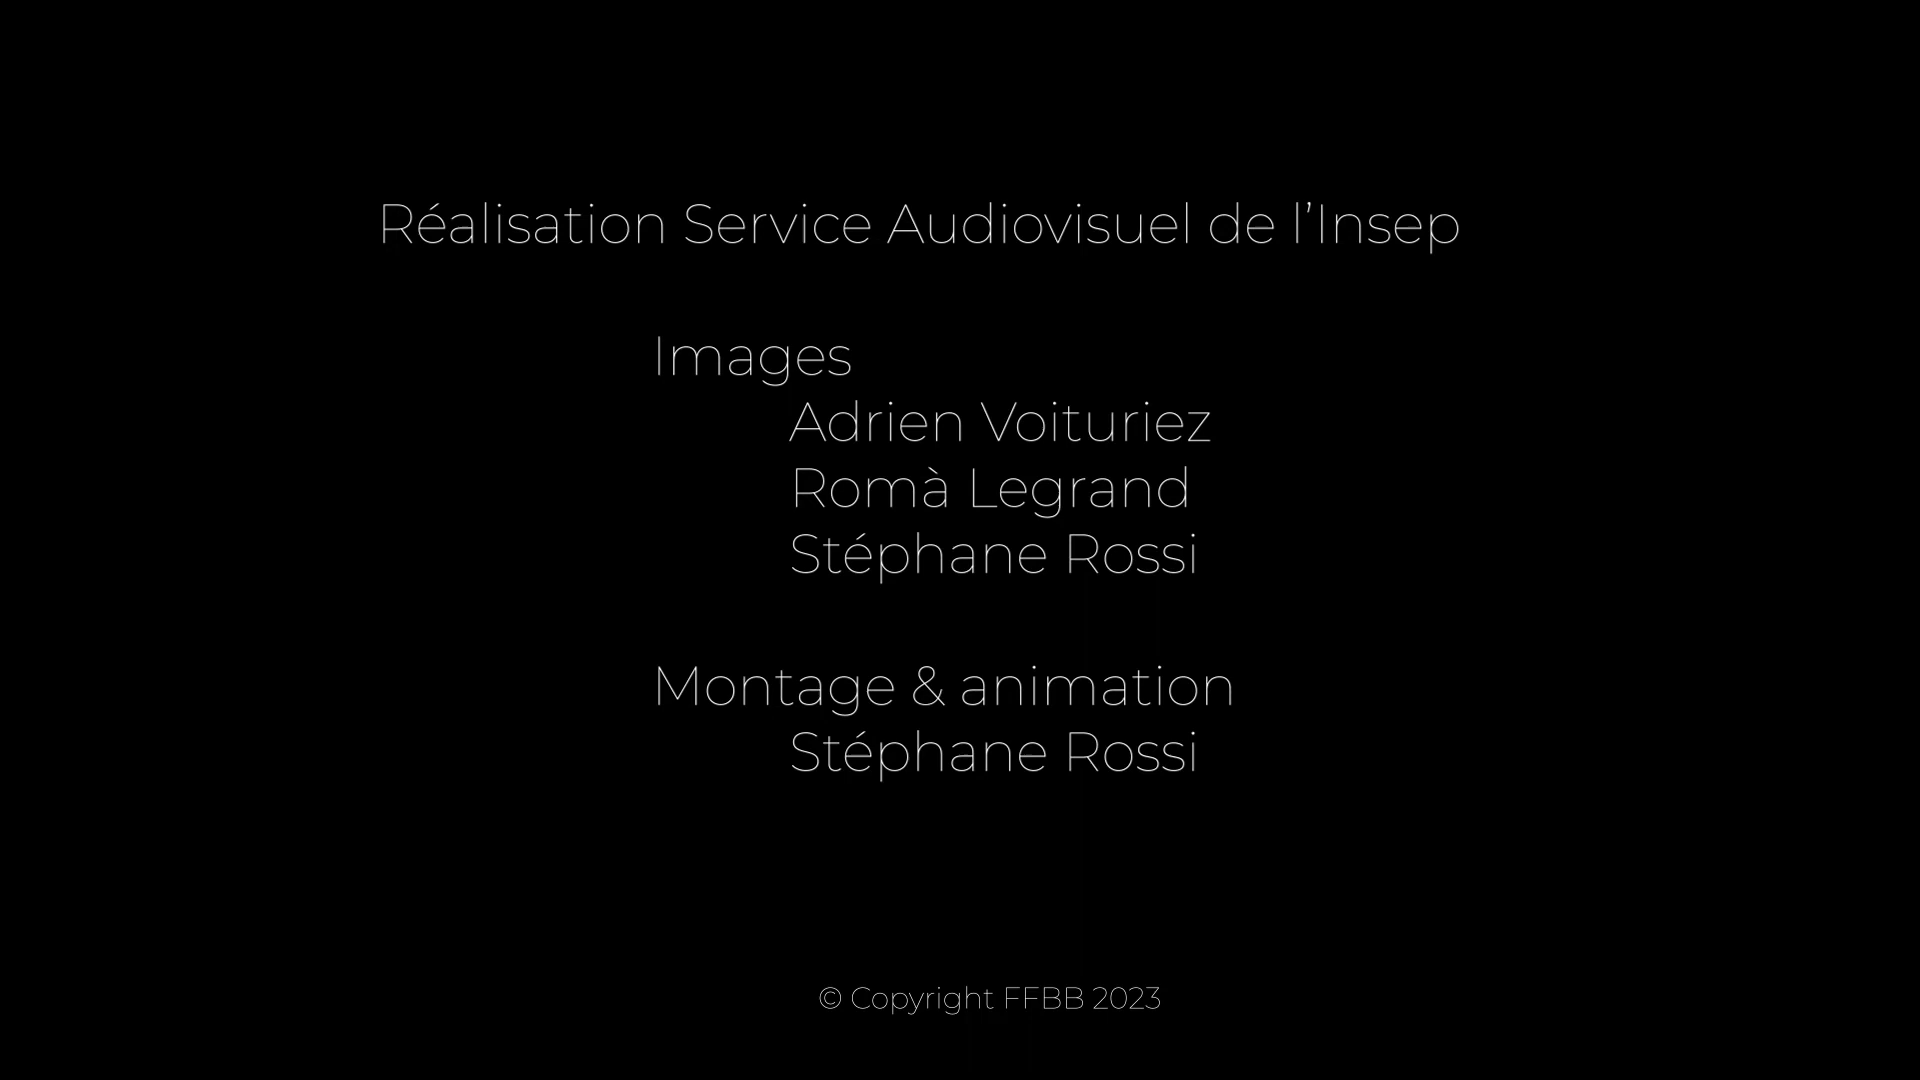 Réalisation Service Audiovisuel de l’Insep
Images
Adrien Voituriez
Romà Legrand
Stéphane Rossi
Montage & animation
Stéphane Rossi
© Copyright FFBB 2023